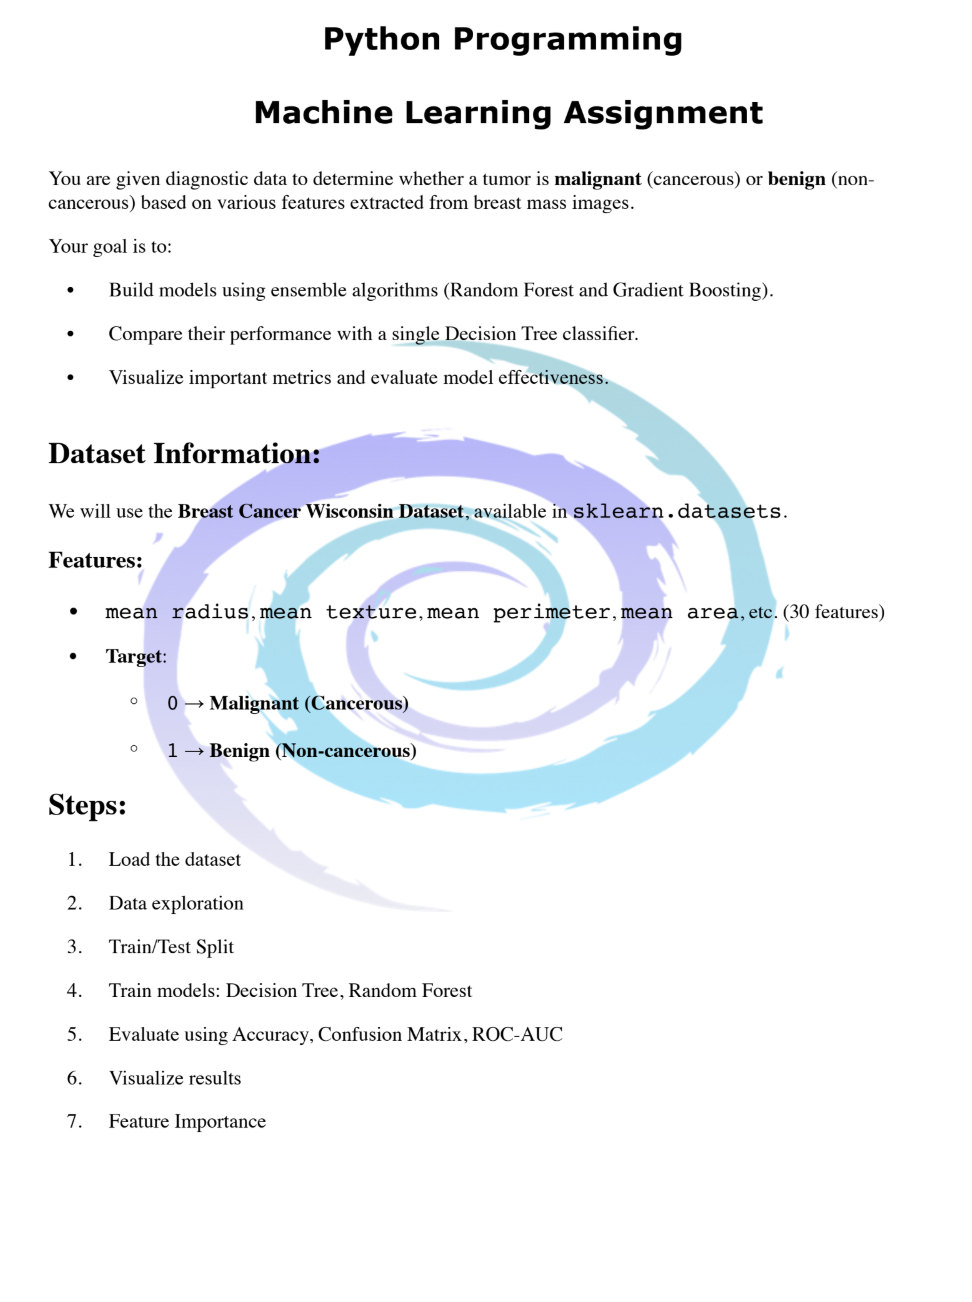 Python Programming
Machine Learning Assignment
You are given diagnostic data to determine whether a tumor is malignant (cancerous) or benign (non-
cancerous) based on various features extracted from breast mass images.
Your goal is to:
• Build models using ensemble algorithms (Random Forest and Gradient Boosting).
• Compare their performance with a single Decision Tree classifier.
• Visualize important metrics and evaluate model effectiveness.
Dataset Information:
We will use the Breast Cancer Wisconsin Dataset, available in sklearn.datasets.
Features:
• mean radius, mean texture, mean perimeter, mean area, etc. (30 features)
• Target:
○ 0 → Malignant (Cancerous)
○ 1 → Benign (Non-cancerous)
Steps:
1. Load the dataset
2. Data exploration
3. Train/Test Split
4. Train models: Decision Tree, Random Forest
5. Evaluate using Accuracy, Confusion Matrix, ROC-AUC
6. Visualize results
7. Feature Importance